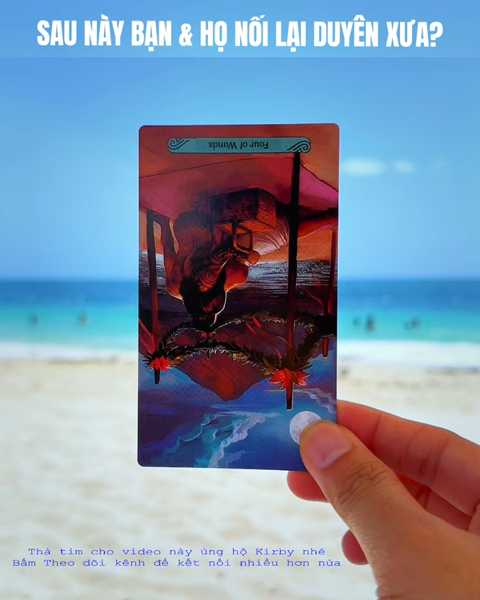 SAU NÀY BẠN & HỌ NỐI LẠI DUYÊN XƯA?
Four of Wands
Thả tim cho video này ủng hộ Kirby nhé
Bấm Theo dõi kênh để kết nối nhiều hơn nữa